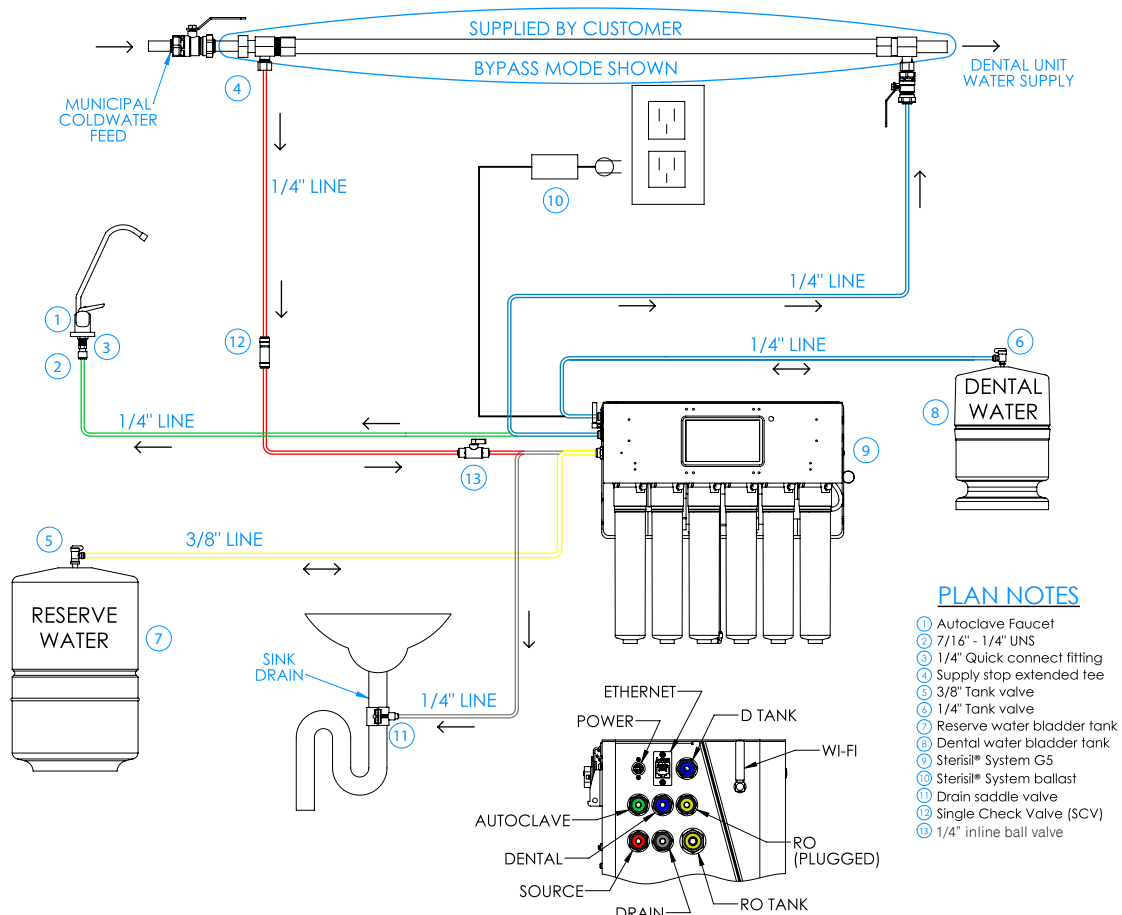 SUPPLIED BY CUSTOMER
BYPASS MODE SHOWN
MUNICIPAL
COLDWATER
FEED
4
DENTAL UNIT
WATER SUPPLY
1/4" LINE
10
1/4" LINE
1
3
2
12
1/4" LINE
6
DENTAL
WATER
8
1/4" LINE
13
9
5
3/8" LINE
RESERVE
WATER
7
SINK
DRAIN
1/4" LINE
11
PLAN NOTES
1 Autoclave Faucet
2 7/16" - 1/4" UNS
3 1/4" Quick connect fitting
4 Supply stop extended tee
5 3/8" Tank valve
6 1/4" Tank valve
7 Reserve water bladder tank
8 Dental water bladder tank
9 Sterisil® System G5
10 Sterisil® System ballast
11 Drain saddle valve
12 Single Check Valve (SCV)
13 1/4" inline ball valve
ETHERNET
POWER
D TANK
WI-FI
AUTOCLAVE
DENTAL
RO
(PLUGGED)
SOURCE
DRAIN
RO TANK